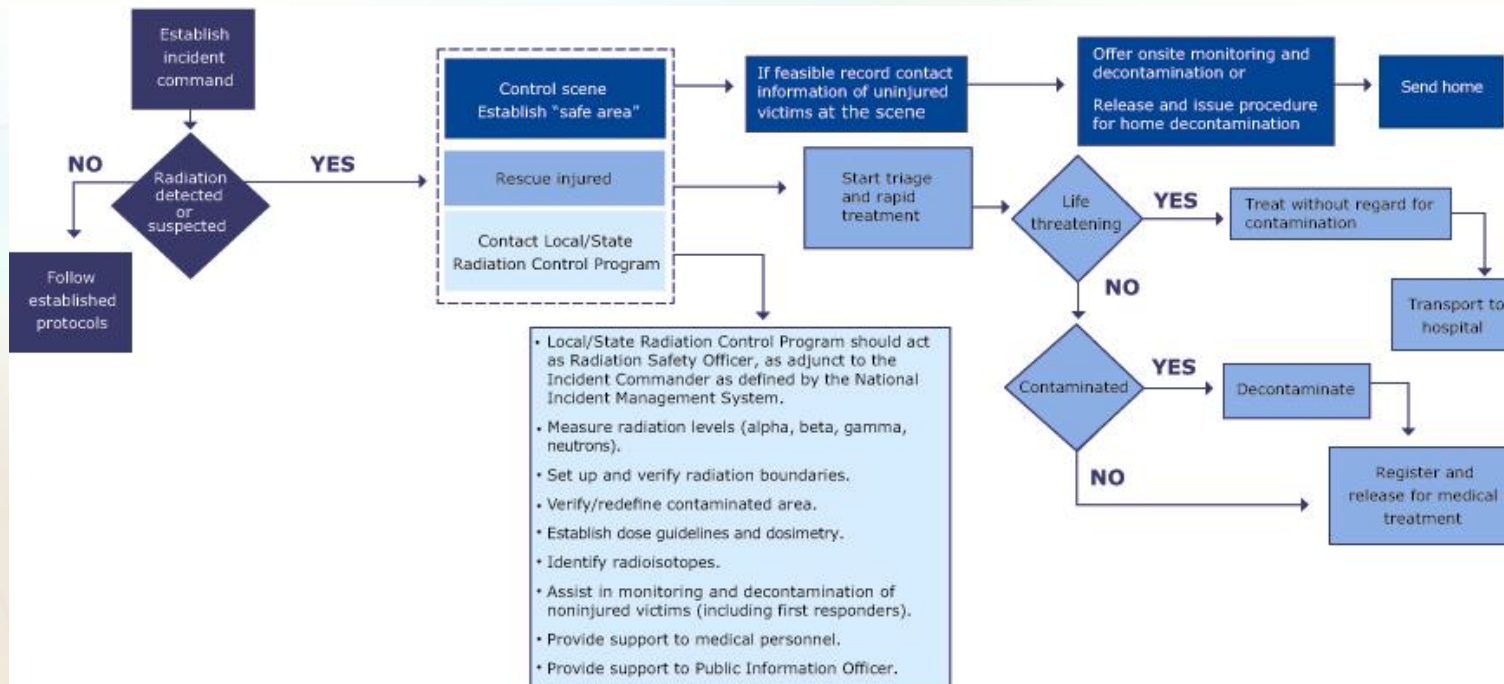 Establish
incident
command
NO
Radiation
detected
or
suspected
YES
Follow
established
protocols
Control scene
Establish “safe area”
Rescue injured
Contact Local/State
Radiation Control Program
If feasible record contact
information of uninjured
victims at the scene
Offer onsite monitoring and
decontamination or
Release and issue procedure
for home decontamination
Send home
Start triage
and rapid
treatment
Life
threatening
YES
Treat without regard for
contamination
Transport to
hospital
NO
Contaminated
YES
Decontaminate
NO
Register and
release for medical
treatment
• Local/State Radiation Control Program should act
as Radiation Safety Officer, as adjunct to the
Incident Commander as defined by the National
Incident Management System.
• Measure radiation levels (alpha, beta, gamma,
neutrons).
• Set up and verify radiation boundaries.
• Verify/redefine contaminated area.
• Establish dose guidelines and dosimetry.
• Identify radioisotopes.
• Assist in monitoring and decontamination of
noninjured victims (including first responders).
• Provide support to medical personnel.
• Provide support to Public Information Officer.